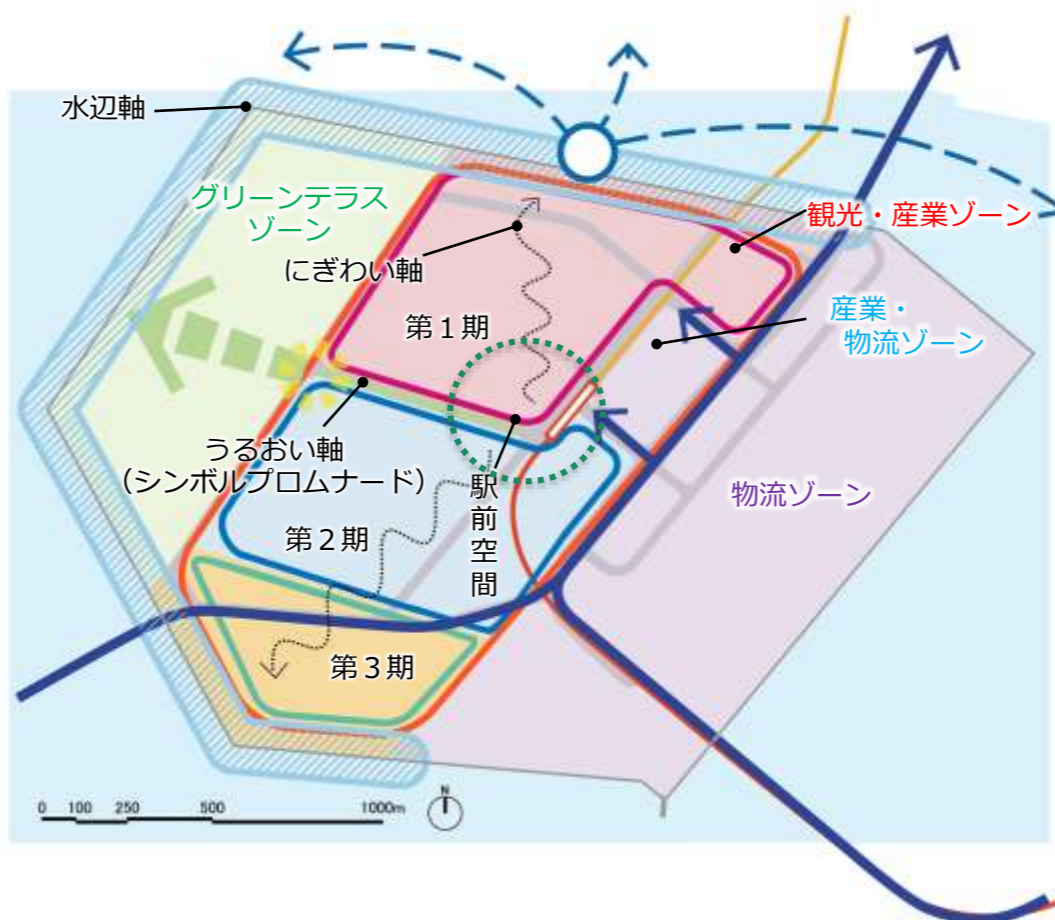 水辺軸
グリーンテラス
ゾーン
にぎわい軸
観光・産業ゾーン
産業・
物流ゾーン
第１期
うるおい軸
（シンボルプロムナード）
駅前空間
物流ゾーン
第２期
第３期
0 100 250 500 1000m
N